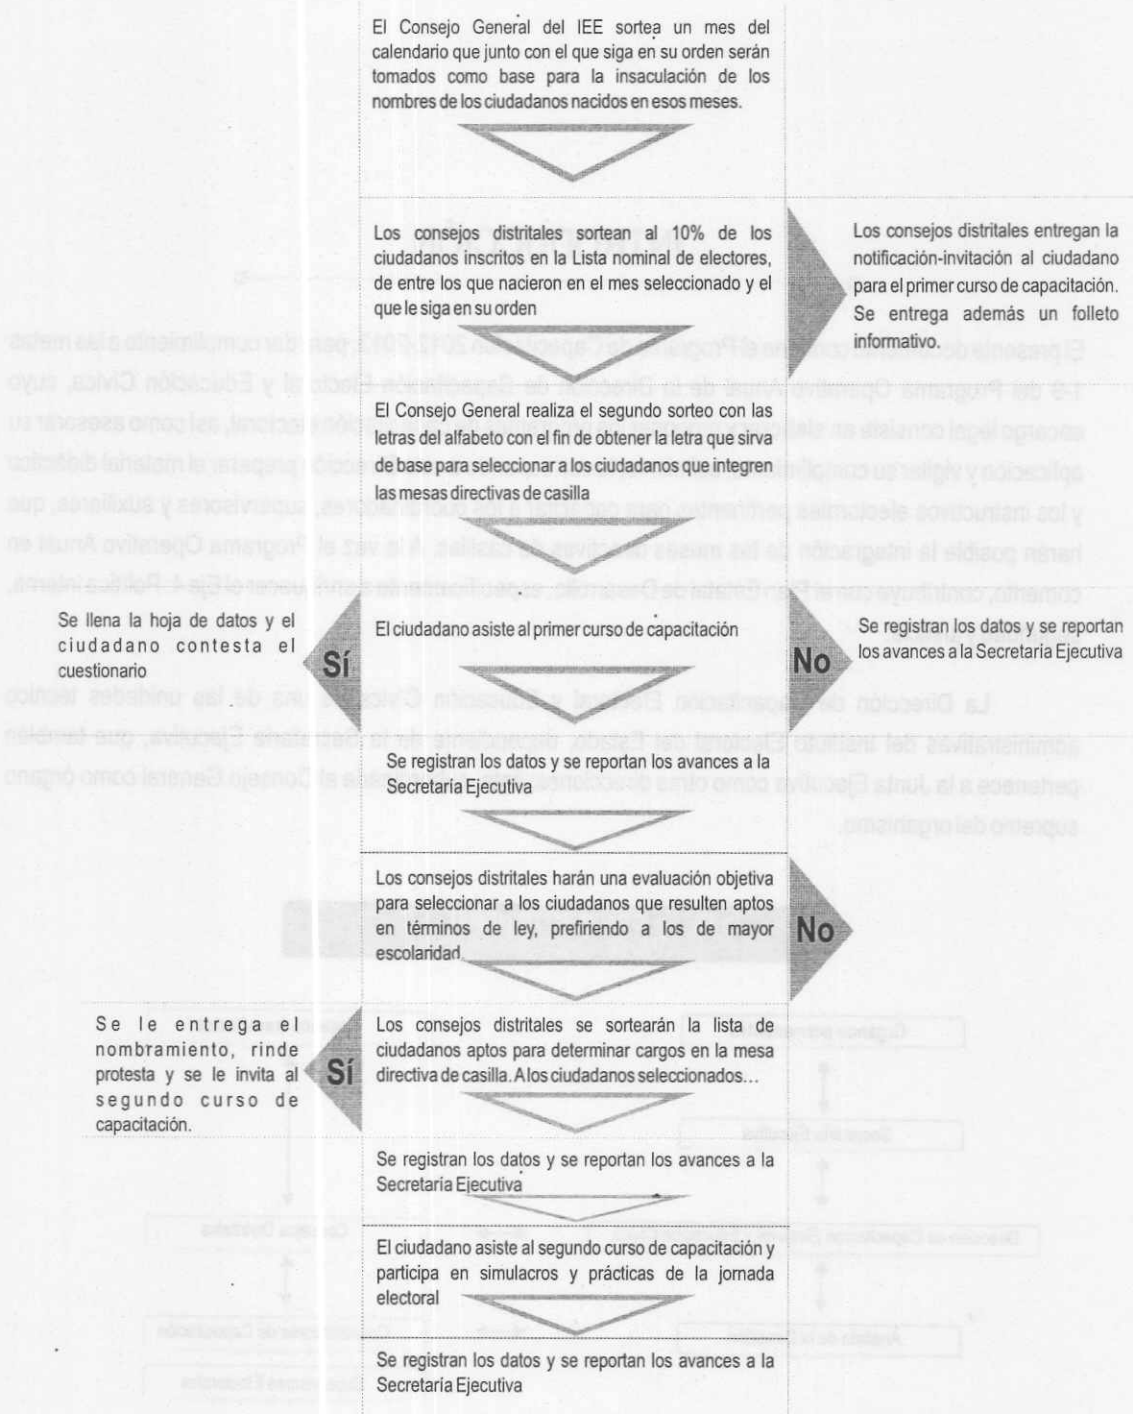 El Consejo General del IEE sortea un mes del
calendario que junto con el que siga en su orden serán
tomados como base para la insaculación de los
nombres de los ciudadanos nacidos en esos meses.
Los consejos distritales sortean al 10% de los
ciudadanos inscritos en la Lista nominal de electores,
de entre los que nacieron en el mes seleccionado y el
que le siga en su orden
Los consejos distritales entregan la
notificación-invitación al ciudadano
para el primer curso de capacitación.
Se entrega además un folleto
informativo.
El Consejo General realiza el segundo sorteo con las
letras del alfabeto con el fin de obtener la letra que sirva
de base para seleccionar a los ciudadanos que integren
las mesas directivas de casilla
Se llena la hoja de datos y el
ciudadano contesta el
cuestionario
Sí
El ciudadano asiste al primer curso de capacitación
No
Se registran los datos y se reportan
los avances a la Secretaría Ejecutiva
Se registran los datos y se reportan los avances a la
Secretaría Ejecutiva
Los consejos distritales harán una evaluación objetiva
para seleccionar a los ciudadanos que resulten aptos
en términos de ley, prefiriendo a los de mayor
escolaridad
No
Se le entrega el
nombramiento, rinde
protesta y se le invita al
segundo curso de
capacitación.
Sí
Los consejos distritales se sortearán la lista de
ciudadanos aptos para determinar cargos en la mesa
directiva de casilla. A los ciudadanos seleccionados...
Se registran los datos y se reportan los avances a la
Secretaría Ejecutiva
El ciudadano asiste al segundo curso de capacitación y
participa en simulacros y prácticas de la jornada
electoral
Se registran los datos y se reportan los avances a la
Secretaría Ejecutiva